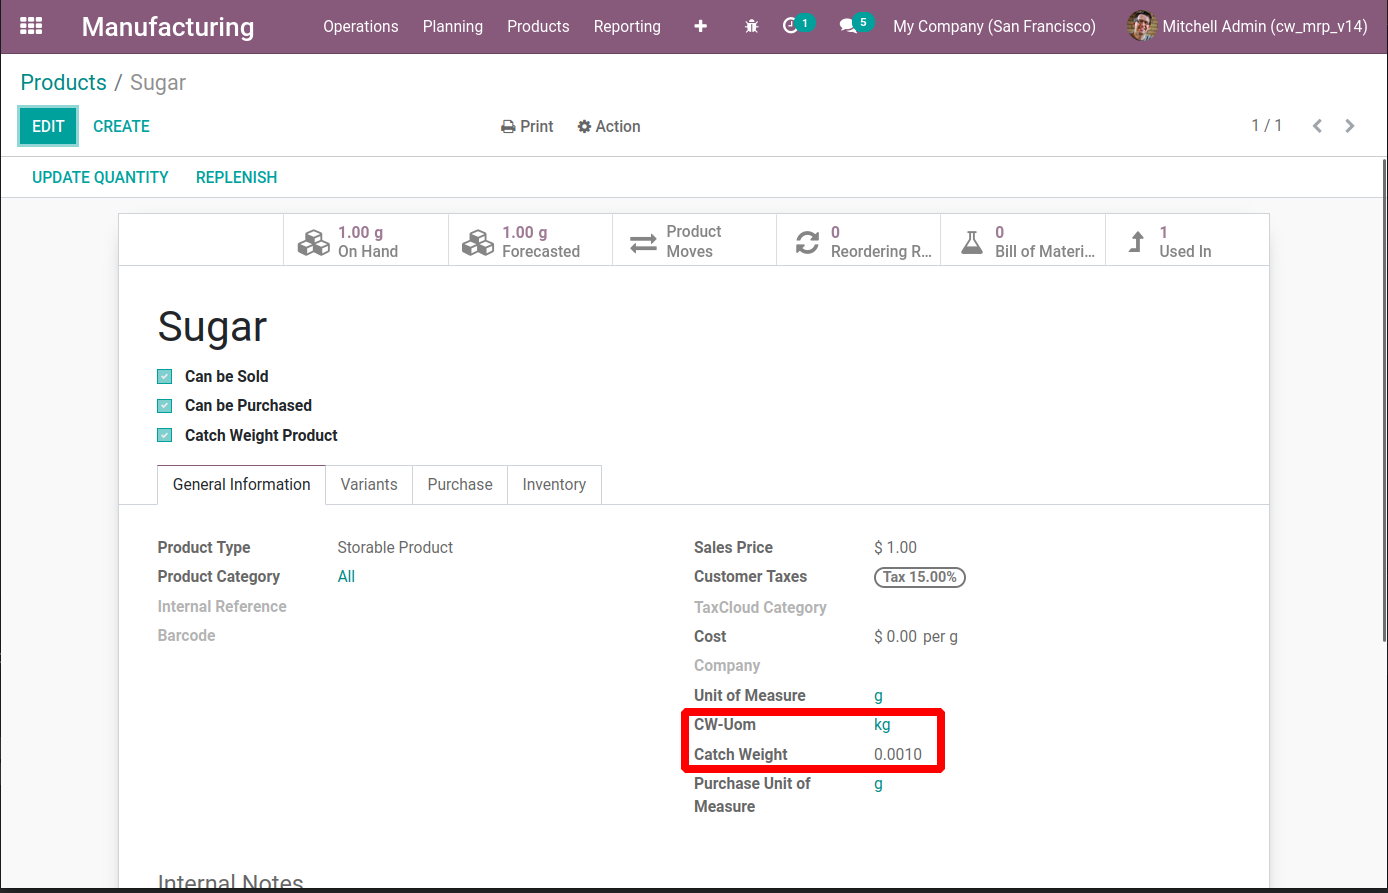 Manufacturing Operations Planning Products Reporting 1 5 My Company (San Francisco) Mitchell Admin (cw_mrp_v14)
Products / Sugar
EDIT CREATE Print Action 1 / 1
UPDATE QUANTITY REPLENISH
1.00 g On Hand
1.00 g Forecasted
Product Moves
0 Reordering R...
0 Bill of Materi...
1 Used In
Sugar
Can be Sold
Can be Purchased
Catch Weight Product
General Information Variants Purchase Inventory
Product Type Storable Product
Product Category All
Internal Reference
Barcode
Sales Price $ 1.00
Customer Taxes Tax 15.00%
TaxCloud Category
Cost $ 0.00 per g
Company
Unit of Measure g
CW-Uom kg
Catch Weight 0.0010
Purchase Unit of g
Measure
Internal Notes